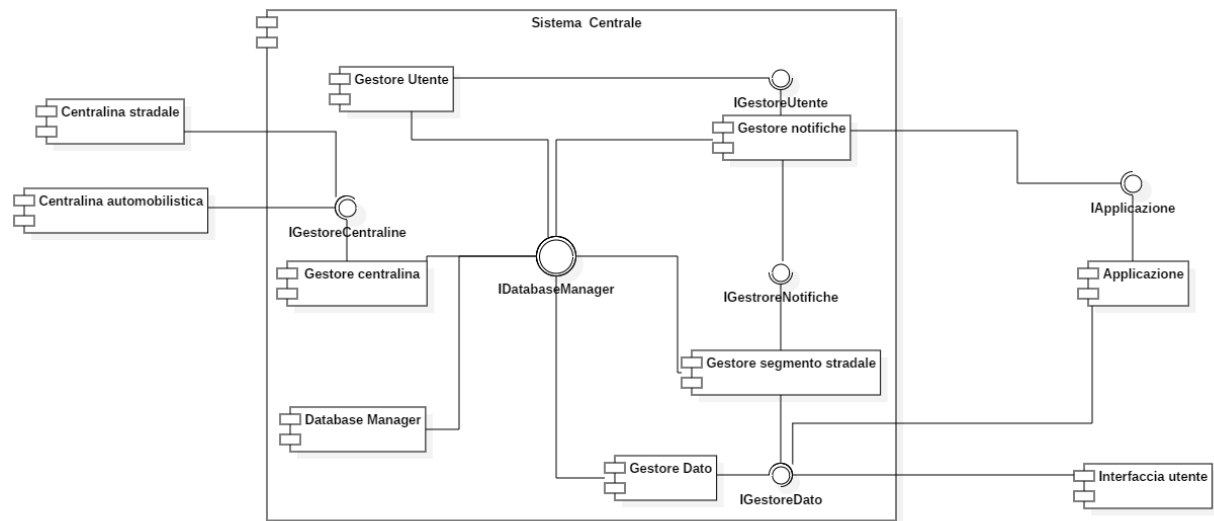 Sistema Centrale
Gestore Utente
IGestoreUtente
Centralina stradale
Gestore notifiche
Centralina automobilistica
IApplicazione
IGestoreCentraline
Gestore centralina
IDatabaseManager
IGestroreNotifiche
Applicazione
Gestore segmento stradale
Database Manager
Gestore Dato
Interfaccia utente
IGestoreDato